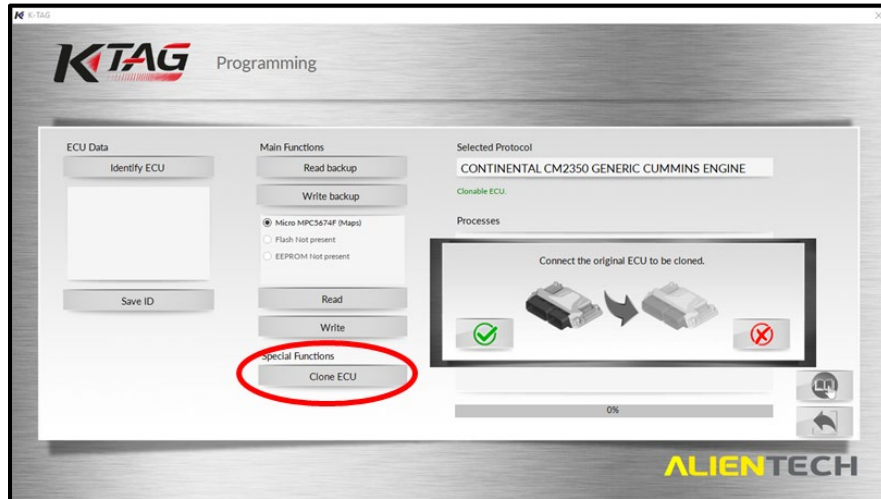 K-TAG
KTAG
Programming
ECU Data
Identify ECU
Save ID
Main Functions
Read backup
Write backup
Micro MPC5674F (Maps)
Flash Not present
EEPROM Not present
Read
Write
Special Functions
Clone ECU
Selected Protocol
CONTINENTAL CM2350 GENERIC CUMMINS ENGINE
Clonable ECU.
Processes
Connect the original ECU to be cloned.
0%
ALIENTECH